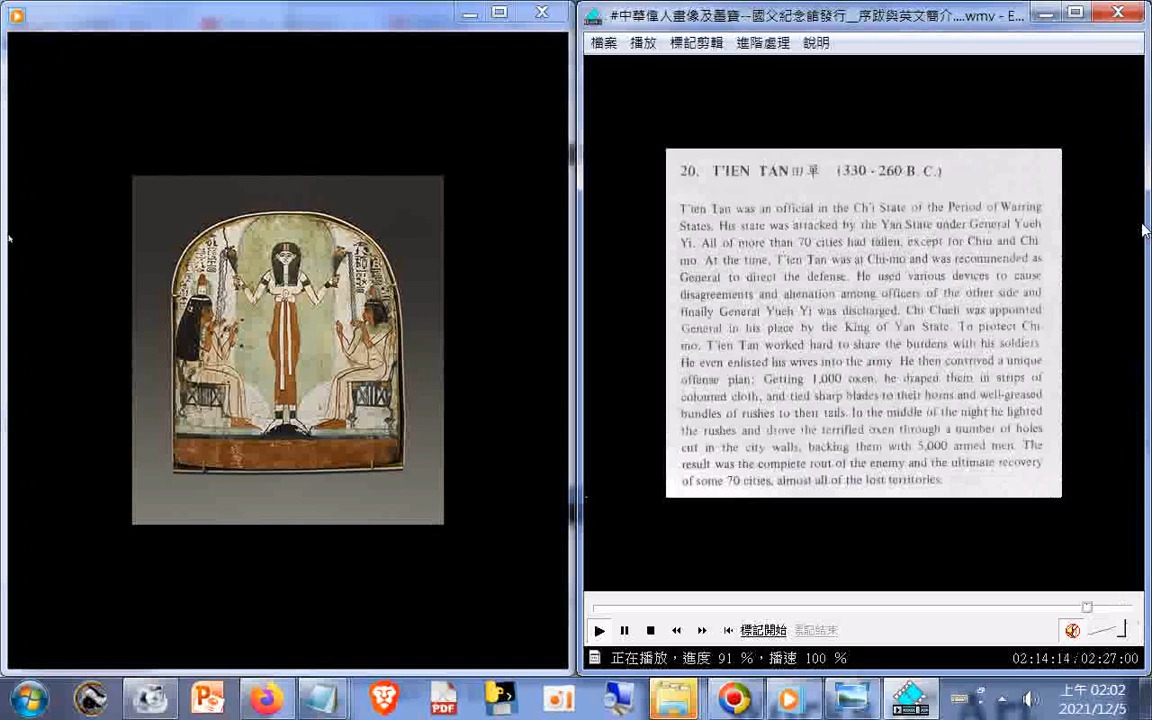 #中華偉人畫像及墨寶--國父紀念館發行__序跋與英文簡介....wmv - E...
檔案 播放 標記剪輯 進階處理 說明
20. T'IEN TAN 田單 (330 - 260 B. C.)
T'ien Tan was an official in the Ch'i State of the Period of Warring
States. His state was attacked by the Yan State under General Yueh
Yi. All of more than 70 cities had fallen, except for Chiu and Chi-
mo. At the time, T'ien Tan was at Chi-mo and was recommended as
General to direct the defense. He used various devices to cause
disagreements and alienation among officers of the other side and
finally General Yueh Yi was discharged. Chi Chieh was appointed
General in his place by the King of Yan State. To protect Chi-
mo, T'ien Tan worked hard to share the burdens with his soldiers.
He even enlisted his wives into the army. He then contrived a unique
offense plan: Getting 1,000 oxen, he draped them in strips of
coloured cloth, and tied sharp blades to their horns and well-greased
bundles of rushes to their tails. In the middle of the night he lighted
the rushes and drove the terrified oxen through a number of holes
cut in the city walls, backing them with 5,000 armed men. The
result was the complete rout of the enemy and the ultimate recovery
of some 70 cities, almost all of the lost territories.
標記開始 標記結束
正在播放，進度 91 %，播速 100 %
02:14:14 / 02:27:00
PDF
上午 02:02
2021/12/5